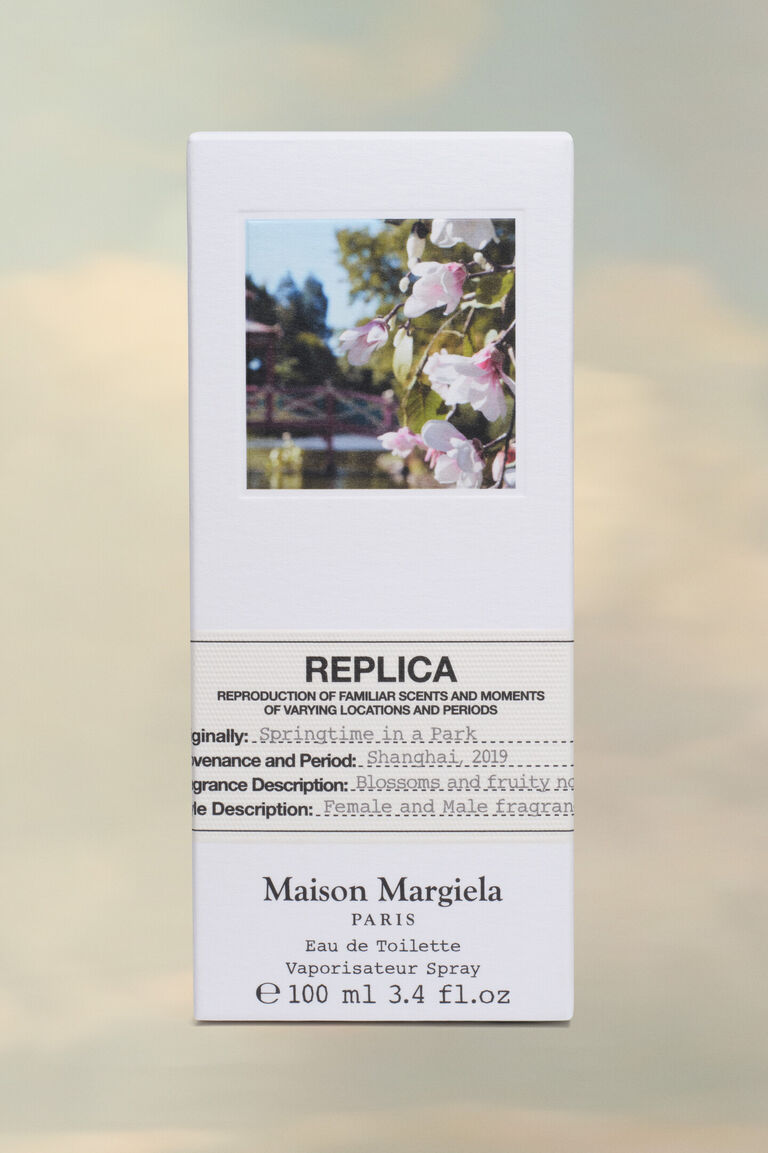 REPLICA
REPRODUCTION OF FAMILIAR SCENTS AND MOMENTS
OF VARYING LOCATIONS AND PERIODS
ginally: Springtime in a Park
venance and Period: Shanghai, 2019
grance Description: Blossoms and fruity no
le Description: Female and Male fragran
Maison Margiela
PARIS
Eau de Toilette
Vaporisateur Spray
℮ 100 ml 3.4 fl.oz